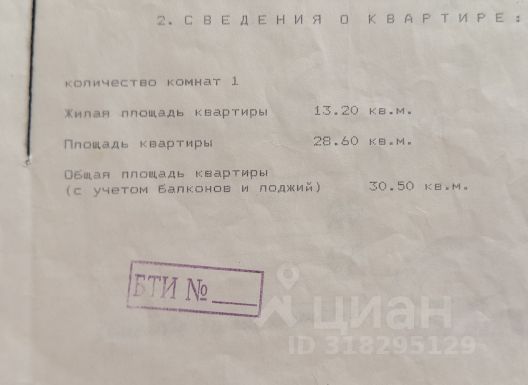 2. СВЕДЕНИЯ О КВАРТИРЕ:
количество комнат 1
Жилая площадь квартиры 13.20 кв.м.
Площадь квартиры 28.60 кв.м.
Общая площадь квартиры
(с учетом балконов и лоджий) 30.50 кв.м.
БТИ №
циан
ID 318295129